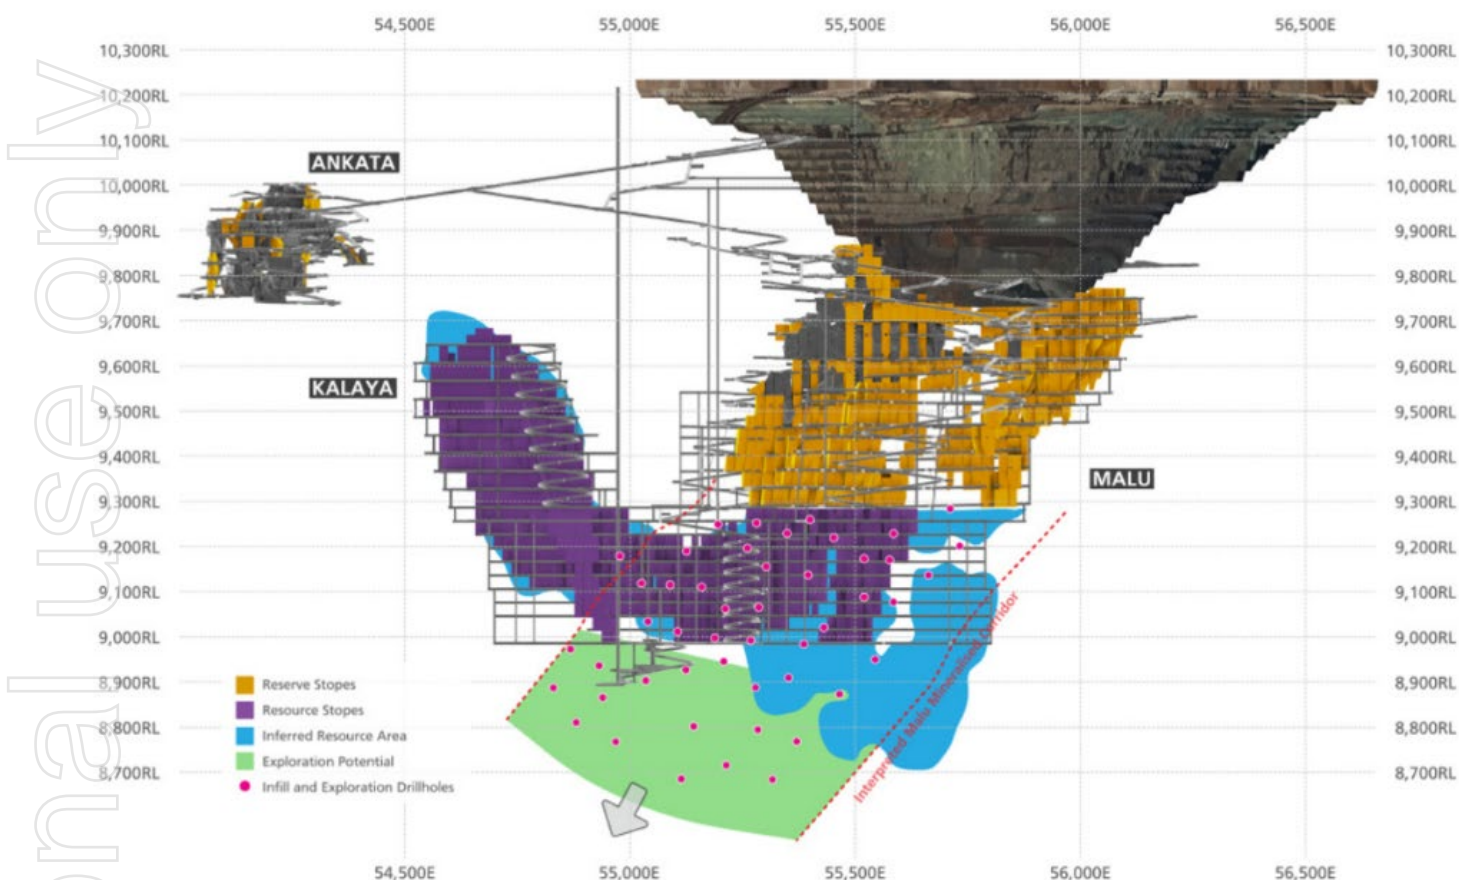 54,500E 55,000E 55,500E 56,000E 56,500E
10,300RL 10,300RL
10,200RL 10,200RL
10,100RL 10,100RL
ANKATA
10,000RL 10,000RL
9,900RL 9,900RL
9,800RL 9,800RL
9,700RL 9,700RL
9,600RL 9,600RL
KALAYA
9,500RL 9,500RL
9,400RL 9,400RL
MALU
9,300RL 9,300RL
9,200RL 9,200RL
9,100RL 9,100RL
9,000RL 9,000RL
8,900RL 8,900RL
8,800RL 8,800RL
8,700RL 8,700RL
Reserve Stopes
Resource Stopes
Inferred Resource Area
Exploration Potential
Infill and Exploration Drillholes
Interpreted Malu Mineralised Corridor
54,500E 55,000E 55,500E 56,000E 56,500E
onal use only